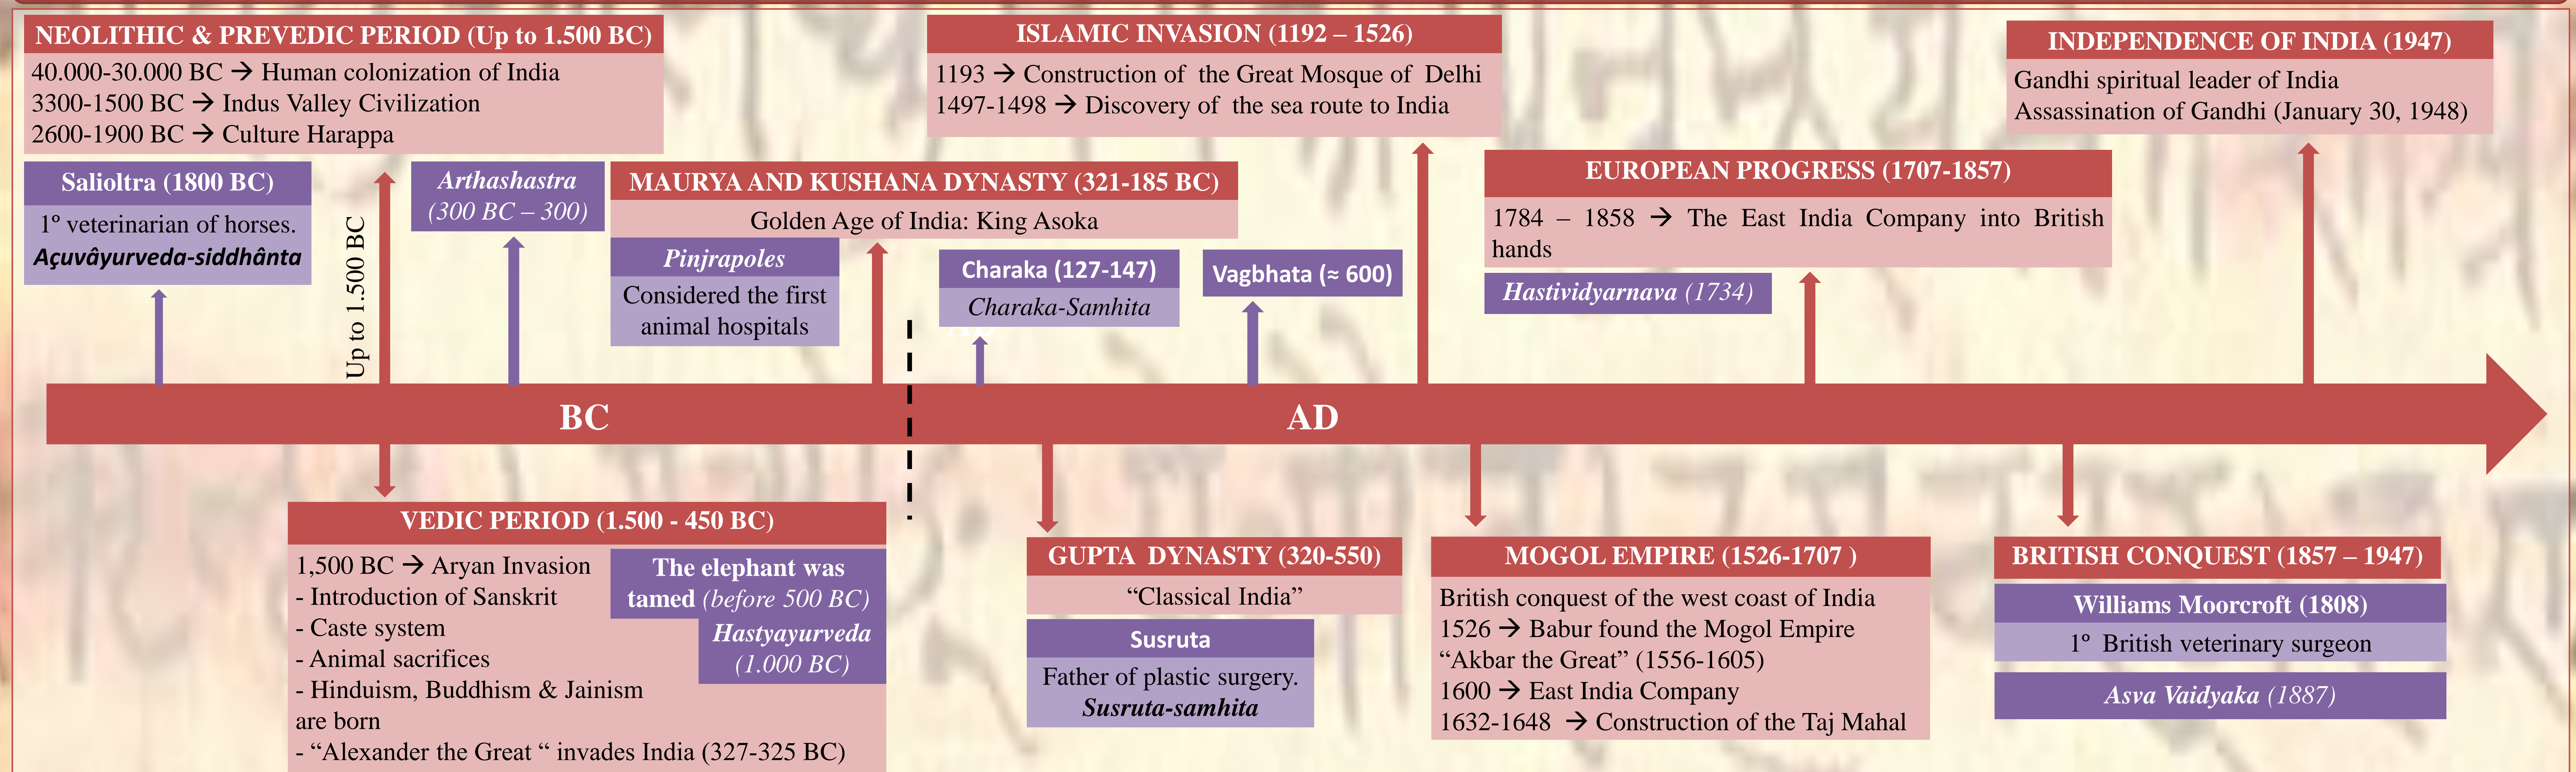 NEOLITHIC & PREVEDIC PERIOD (Up to 1.500 BC)
40.000-30.000 BC → Human colonization of India
3300-1500 BC → Indus Valley Civilization
2600-1900 BC → Culture Harappa
Salioltra (1800 BC)
1º veterinarian of horses.
Açuvâyurveda-siddhânta
Up to 1.500 BC
Arthashastra
(300 BC – 300)
MAURYA AND KUSHANA DYNASTY (321-185 BC)
Golden Age of India: King Asoka
Pinjrapoles
Considered the first
animal hospitals
ISLAMIC INVASION (1192 – 1526)
1193 → Construction of the Great Mosque of Delhi
1497-1498 → Discovery of the sea route to India
Charaka (127-147)
Charaka-Samhita
Vagbhata (≈ 600)
EUROPEAN PROGRESS (1707-1857)
1784 – 1858 → The East India Company into British
hands
Hastividyarnava (1734)
INDEPENDENCE OF INDIA (1947)
Gandhi spiritual leader of India
Assassination of Gandhi (January 30, 1948)
BC
AD
VEDIC PERIOD (1.500 - 450 BC)
1,500 BC → Aryan Invasion
- Introduction of Sanskrit
- Caste system
- Animal sacrifices
- Hinduism, Buddhism & Jainism
are born
- “Alexander the Great “ invades India (327-325 BC)
The elephant was
tamed (before 500 BC)
Hastyayurveda
(1.000 BC)
GUPTA DYNASTY (320-550)
“Classical India”
Susruta
Father of plastic surgery.
Susruta-samhita
MOGOL EMPIRE (1526-1707 )
British conquest of the west coast of India
1526 → Babur found the Mogol Empire
“Akbar the Great” (1556-1605)
1600 → East India Company
1632-1648 → Construction of the Taj Mahal
BRITISH CONQUEST (1857 – 1947)
Williams Moorcroft (1808)
1º British veterinary surgeon
Asva Vaidyaka (1887)